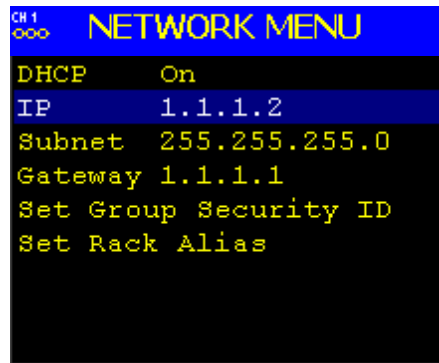 CH 1
NETWORK MENU
DHCP On
IP 1.1.1.2
Subnet 255.255.255.0
Gateway 1.1.1.1
Set Group Security ID
Set Rack Alias